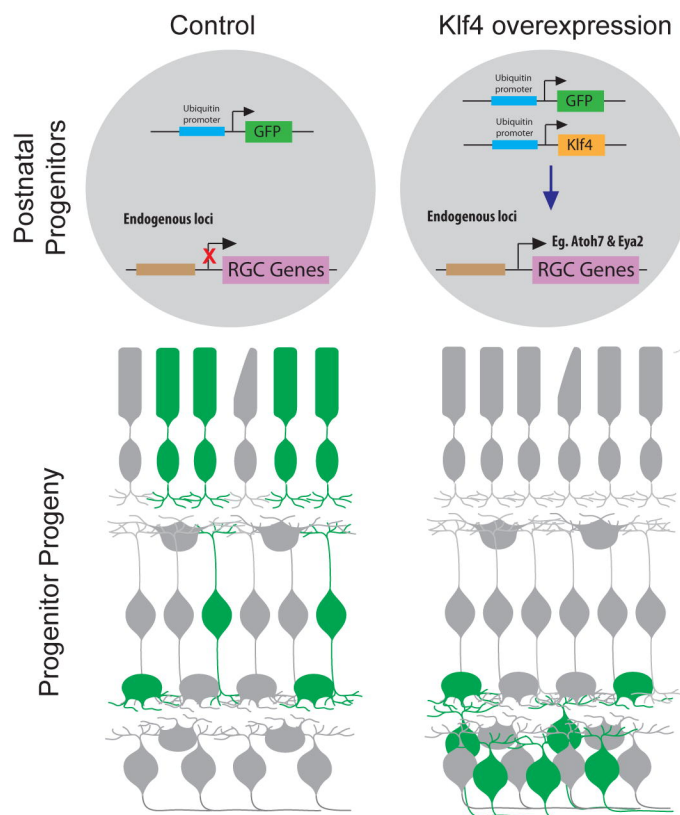 Control
Klf4 overexpression
Postnatal
Progenitors
Ubiquitin
promoter
GFP
Endogenous loci
X
RGC Genes
Ubiquitin
promoter
GFP
Ubiquitin
promoter
Klf4
Endogenous loci
Eg. Atoh7 & Eya2
RGC Genes
Progenitor Progeny